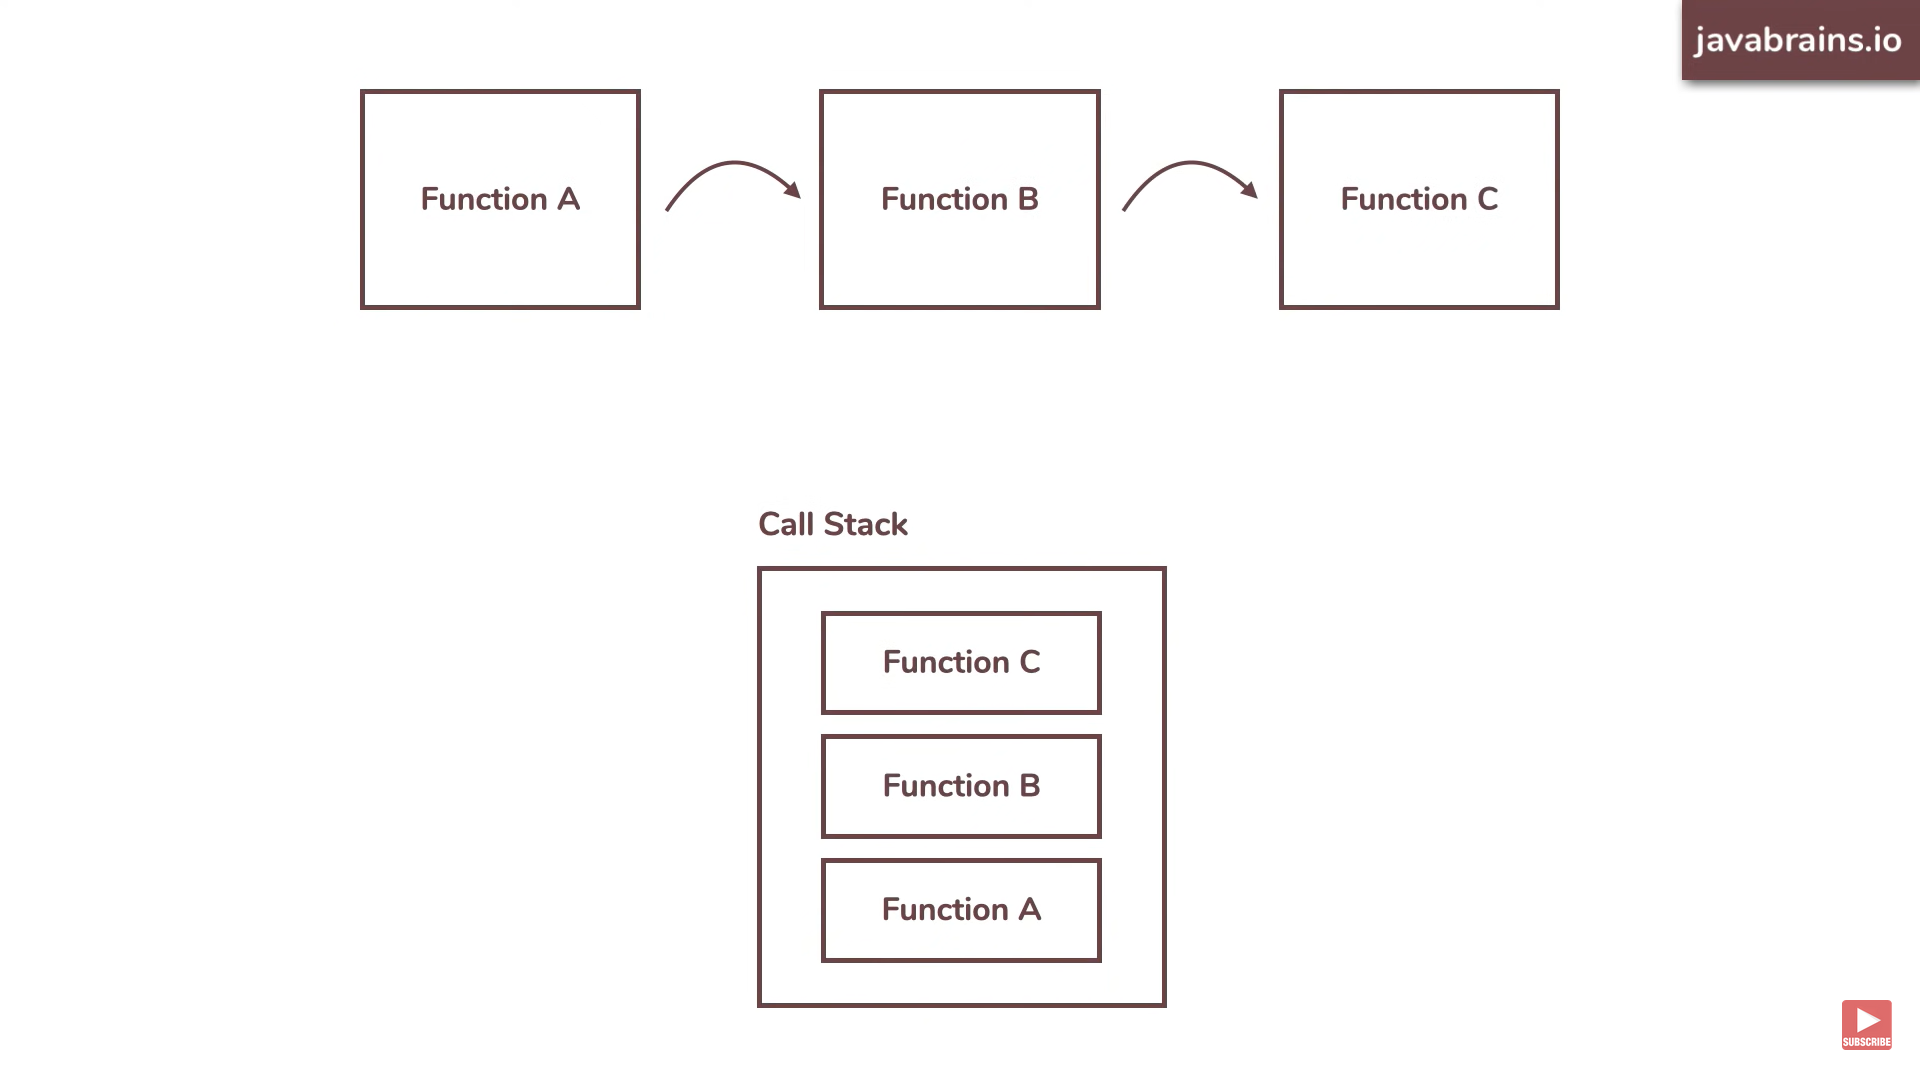 javabrains.io
Function A
Function B
Function C
Call Stack
Function C
Function B
Function A
SUBSCRIBE